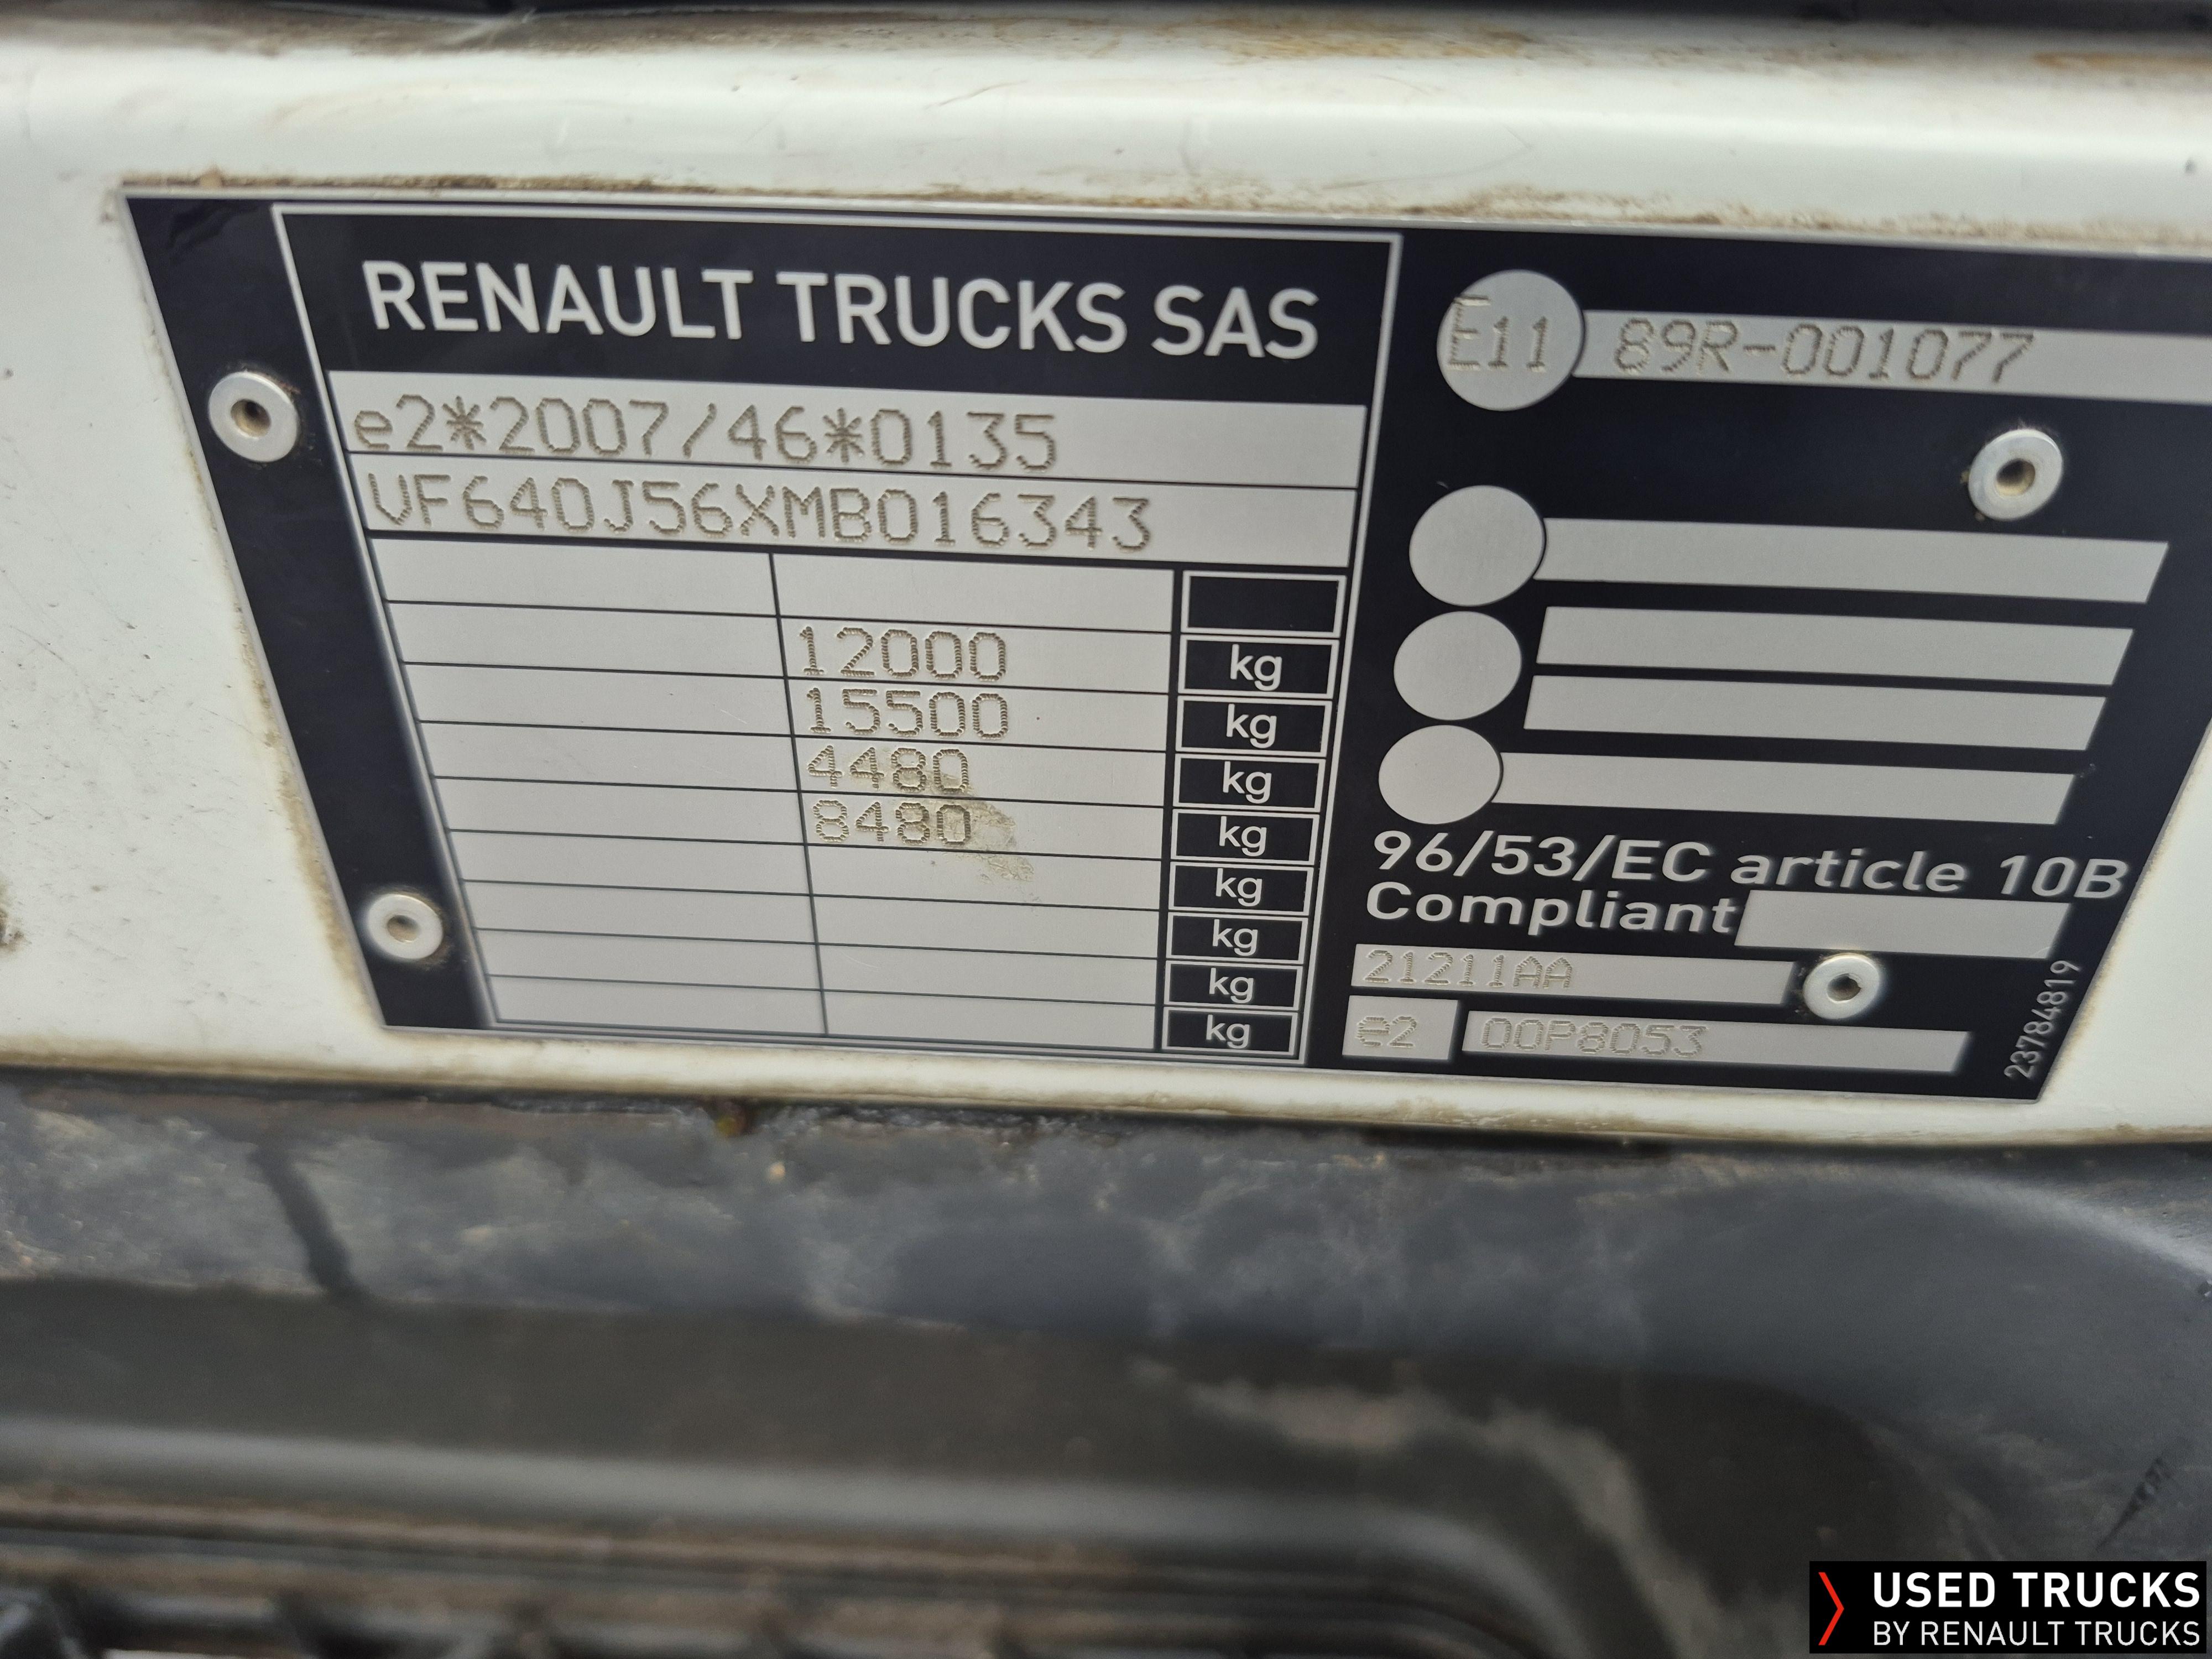 RENAULT TRUCKS SAS
e2*2007/46*0135
VF640J56XMB016343
12000 kg
15500 kg
4480 kg
8480 kg
kg
kg
kg
kg
E11 89R-001077
96/53/EC article 10B
Compliant
21211AA
e2 00P8053
23784819
USED TRUCKS
BY RENAULT TRUCKS